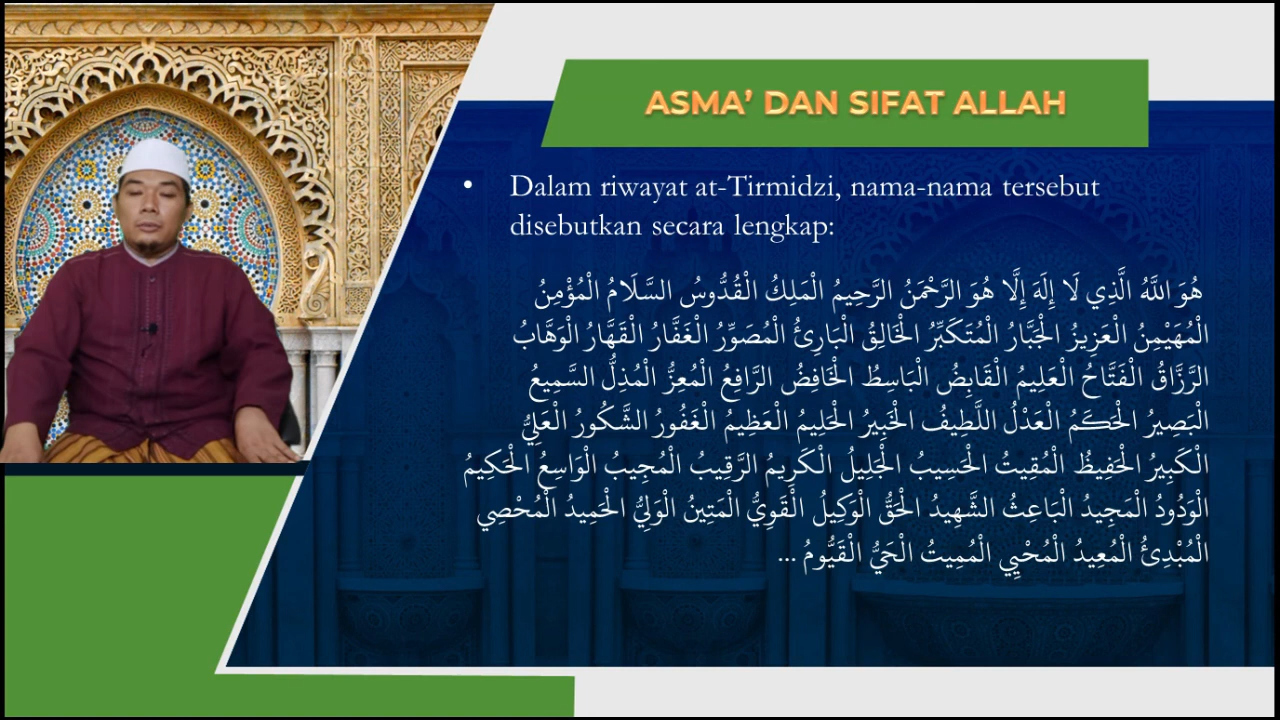 ASMA’ DAN SIFAT ALLAH
• Dalam riwayat at-Tirmidzi, nama-nama tersebut
disebutkan secara lengkap:
هُوَ اللَّهُ الَّذِي لَا إِلَهَ إِلَّا هُوَ الرَّحْمَنُ الرَّحِيمُ الْمَلِكُ الْقُدُّوسُ السَّلَامُ الْمُؤْمِنُ
الْمُهَيْمِنُ الْعَزِيزُ الْجَبَّارُ الْمُتَكَبِّرُ الْخَالِقُ الْبَارِئُ الْمُصَوِّرُ الْغَفَّارُ الْقَهَّارُ الْوَهَّابُ
الرَّزَّاقُ الْفَتَّاحُ الْعَلِيمُ الْقَابِضُ الْبَاسِطُ الْخَافِضُ الرَّافِعُ الْمُعِزُّ الْمُذِلُّ السَّمِيعُ
الْبَصِيرُ الْحَكَمُ الْعَدْلُ اللَّطِيفُ الْخَبِيرُ الْحَلِيمُ الْعَظِيمُ الْغَفُورُ الشَّكُورُ الْعَلِيُّ
الْكَبِيرُ الْحَفِيظُ الْمُقِيتُ الْحَسِيبُ الْجَلِيلُ الْكَرِيمُ الرَّقِيبُ الْمُجِيبُ الْوَاسِعُ الْحَكِيمُ
الْوَدُودُ الْمَجِيدُ الْبَاعِثُ الشَّهِيدُ الْحَقُّ الْوَكِيلُ الْقَوِيُّ الْمَتِينُ الْوَلِيُّ الْحَمِيدُ الْمُحْصِي
الْمُبْدِئُ الْمُعِيدُ الْمُحْيِي الْمُمِيتُ الْحَيُّ الْقَيُّومُ ...